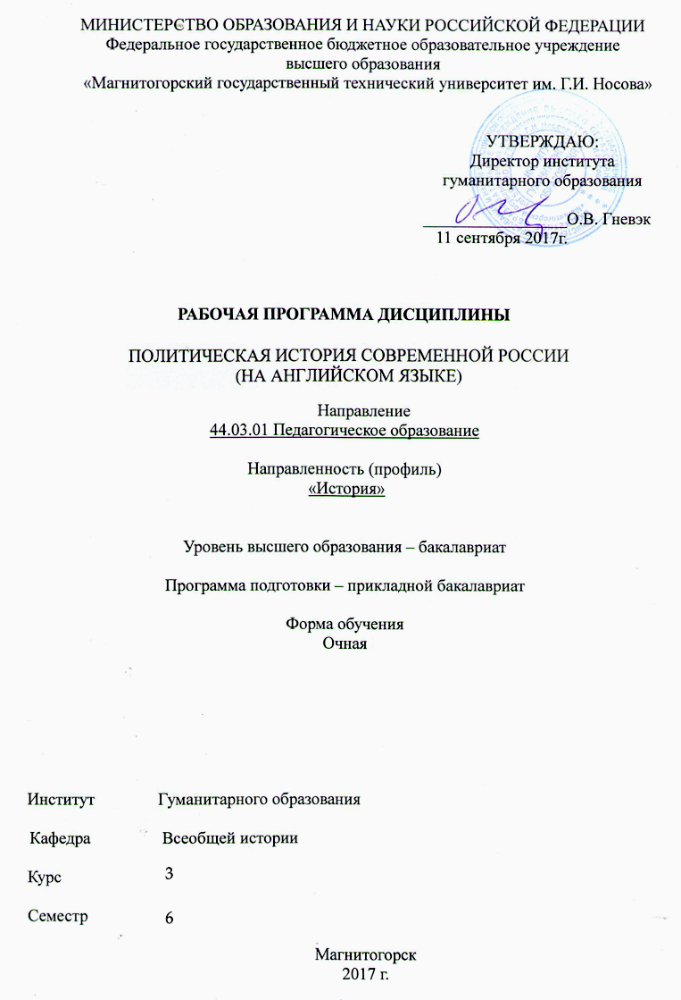 МИНИСТЕРСТВО ОБРАЗОВАНИЯ И НАУКИ РОССИЙСКОЙ ФЕДЕРАЦИИ
Федеральное государственное бюджетное образовательное учреждение
высшего образования
«Магнитогорский государственный технический университет им. Г.И. Носова»
УТВЕРЖДАЮ:
Директор института
гуманитарного образования
О.В. Гневэк
11 сентября 2017г.
РАБОЧАЯ ПРОГРАММА ДИСЦИПЛИНЫ
ПОЛИТИЧЕСКАЯ ИСТОРИЯ СОВРЕМЕННОЙ РОССИИ
(НА АНГЛИЙСКОМ ЯЗЫКЕ)
Направление
44.03.01 Педагогическое образование
Направленность (профиль)
«История»
Уровень высшего образования – бакалавриат
Программа подготовки – прикладной бакалавриат
Форма обучения
Очная
Институт Гуманитарного образования
Кафедра Всеобщей истории
Курс 3
Семестр 6
Магнитогорск
2017 г.